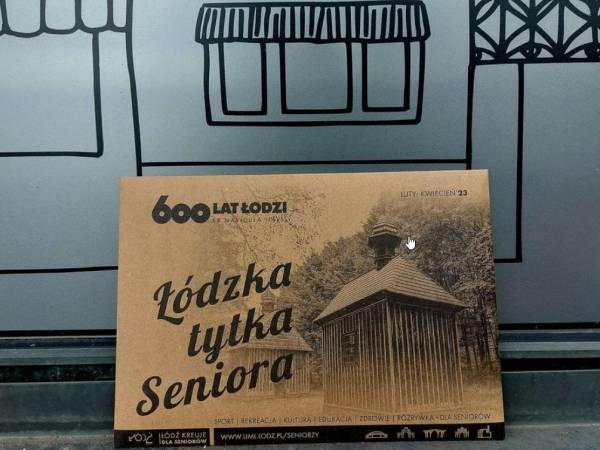 600 LAT ŁODZI
LUTY- KWIECIEŃ'23
Łódzka
tytka
Seniora
SPORT | REKREACJA | KULTURA | EDUKACJA | ZDROWIE | ROZRYWKA - DLA SENIORÓW
ŁÓDŹ KREUJE
DLA SENIORÓW
WWW.UML.LODZ.PL/SENIORZY